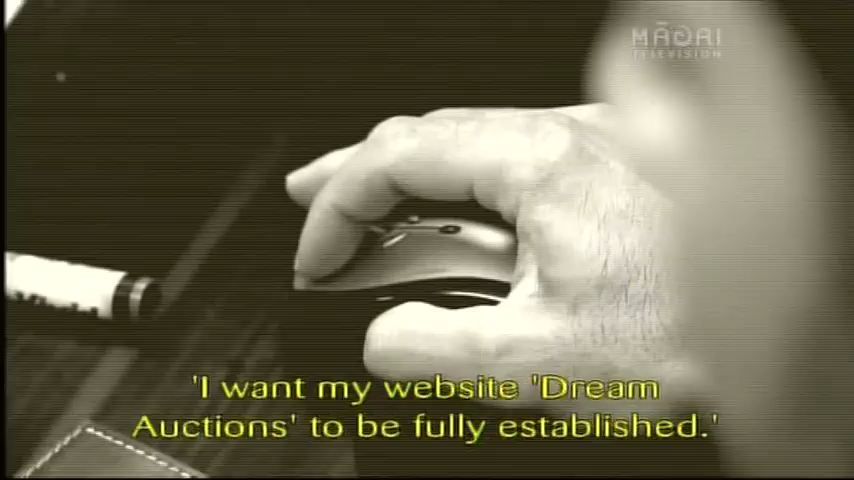 MĀORI
TELEVISION
'I want my website 'Dream
Auctions' to be fully established.'